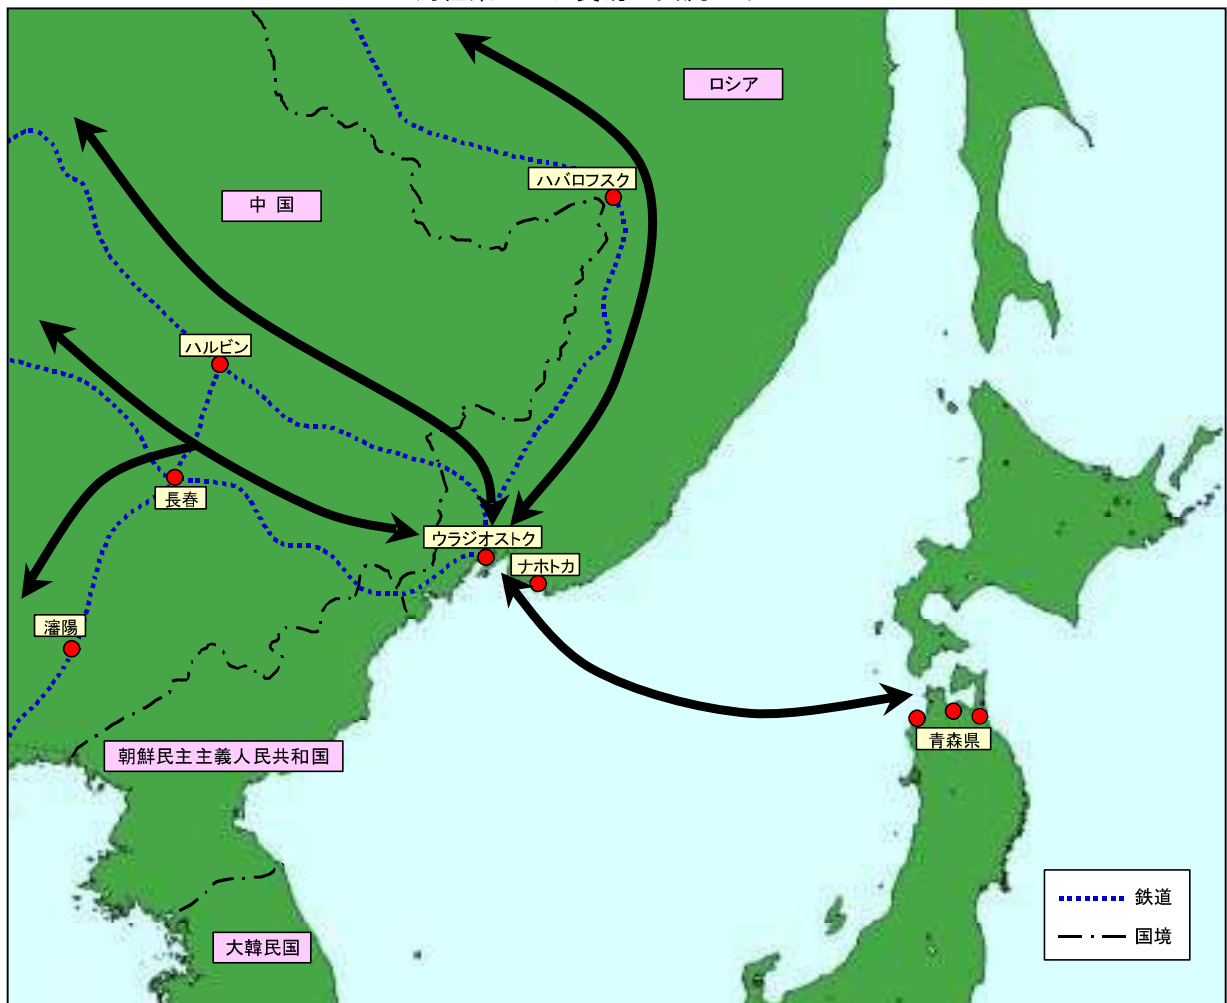 ロシア
ハバロフスク
中国
ハルビン
長春
ウラジオストク
ナホトカ
瀋陽
青森県
朝鮮民主主義人民共和国
鉄道
国境
大韓民国